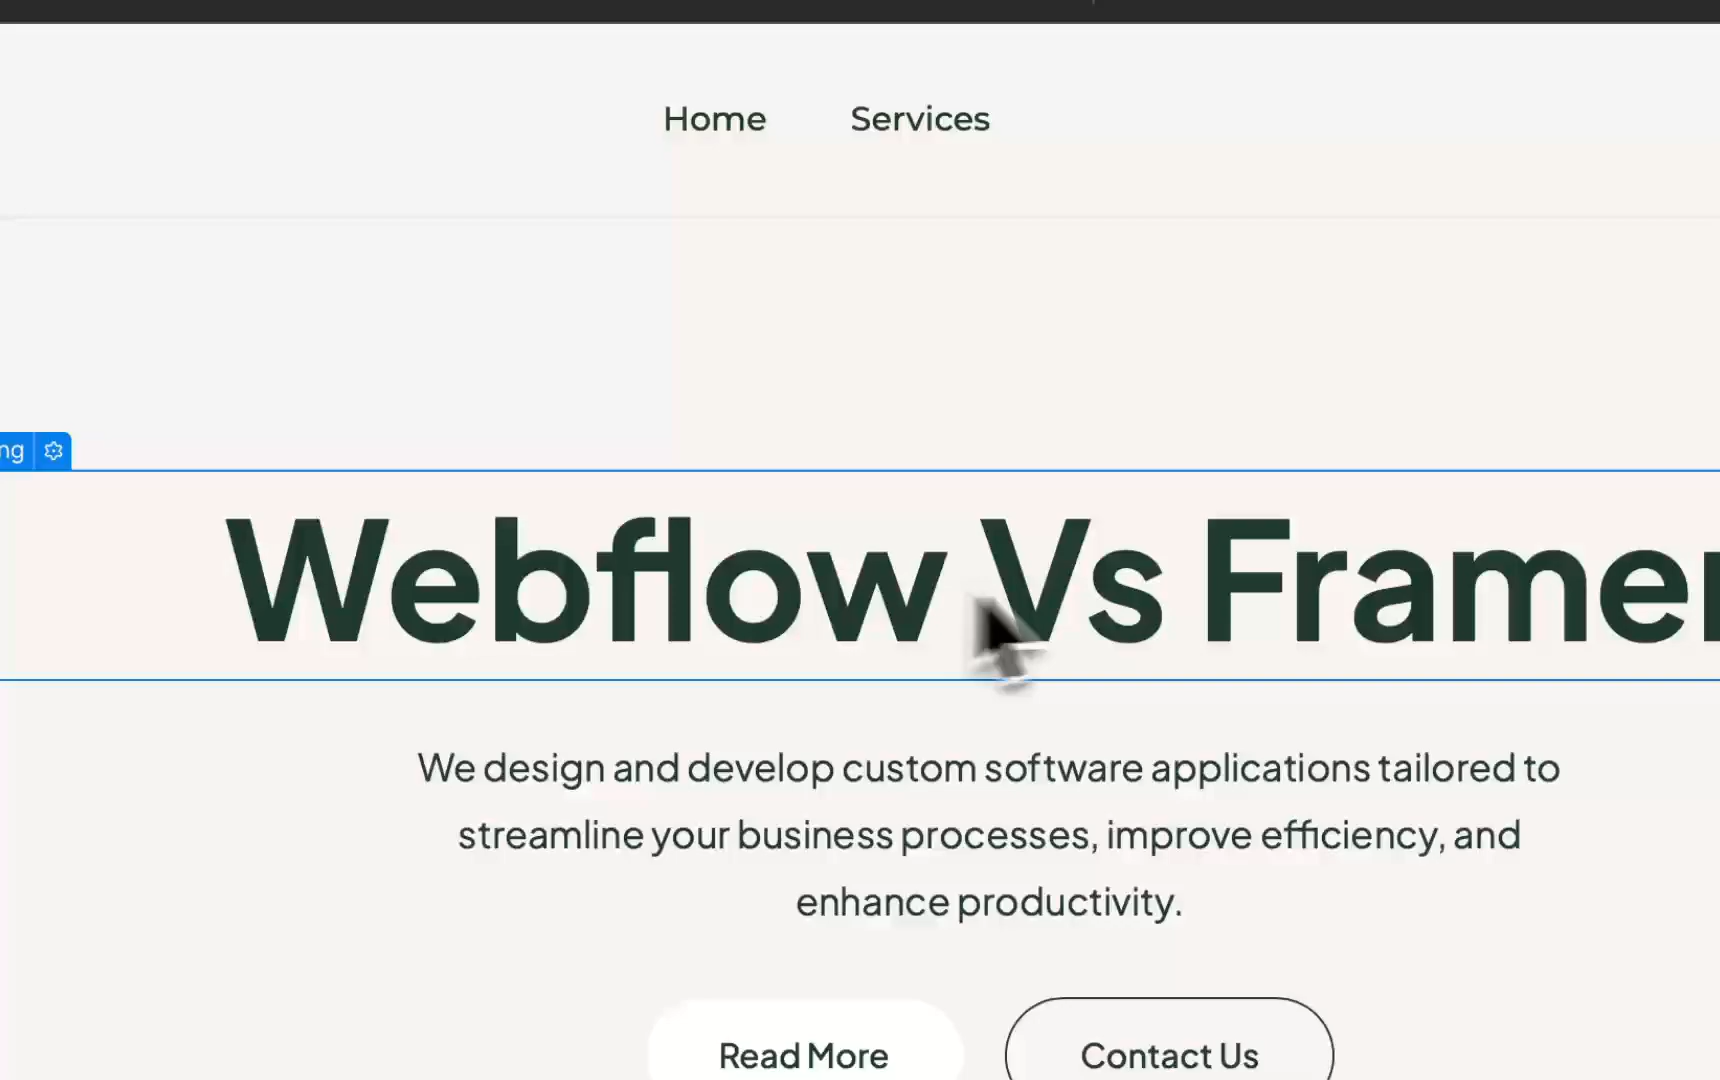 Home Services
ng
Webflow Vs Framer
We design and develop custom software applications tailored to
streamline your business processes, improve efficiency, and
enhance productivity.
Read More Contact Us